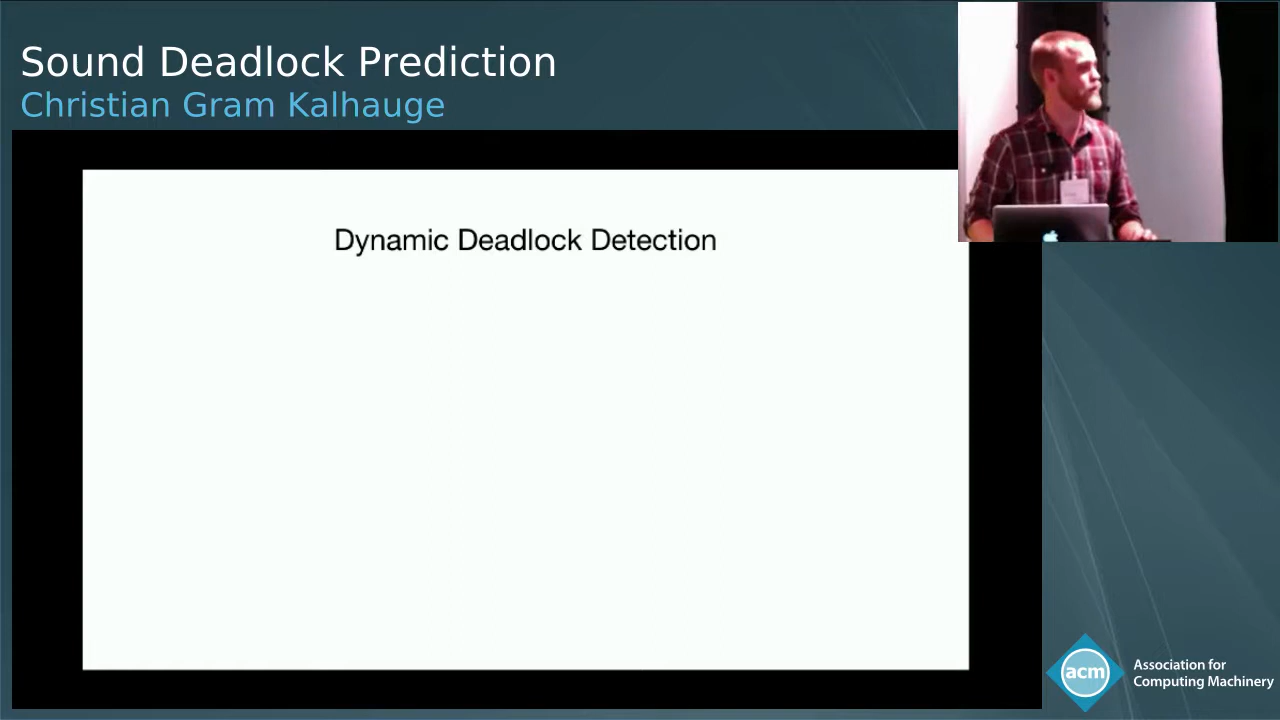 Sound Deadlock Prediction
Christian Gram Kalhauge
Dynamic Deadlock Detection
acm
Association for
Computing Machinery